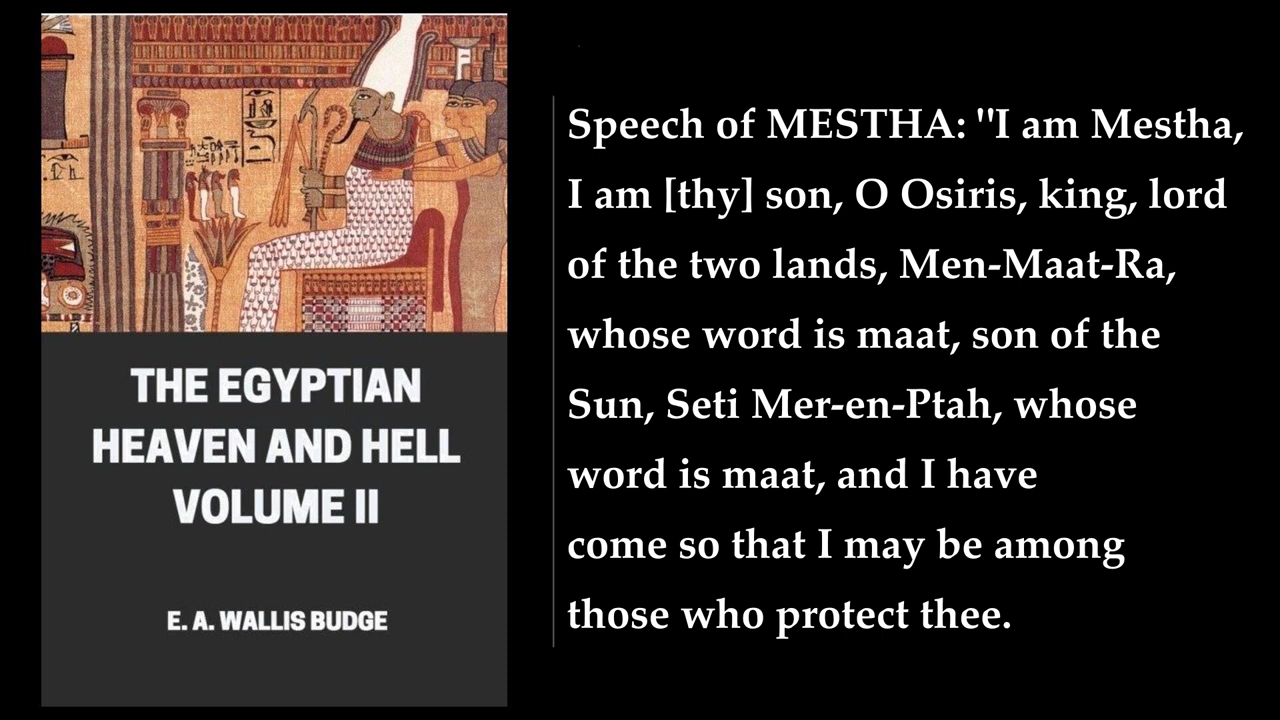 THE EGYPTIAN
HEAVEN AND HELL
VOLUME II
E. A. WALLIS BUDGE
Speech of MESTHA: "I am Mestha,
I am [thy] son, O Osiris, king, lord
of the two lands, Men-Maat-Ra,
whose word is maat, son of the
Sun, Seti Mer-en-Ptah, whose
word is maat, and I have
come so that I may be among
those who protect thee.